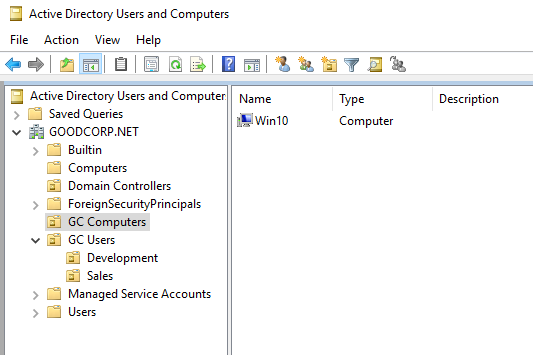 Active Directory Users and Computers
File Action View Help
Active Directory Users and Computer
Name Type Description
Saved Queries
Win10 Computer
GOODCORP.NET
Builtin
Computers
Domain Controllers
ForeignSecurityPrincipals
GC Computers
GC Users
Development
Sales
Managed Service Accounts
Users